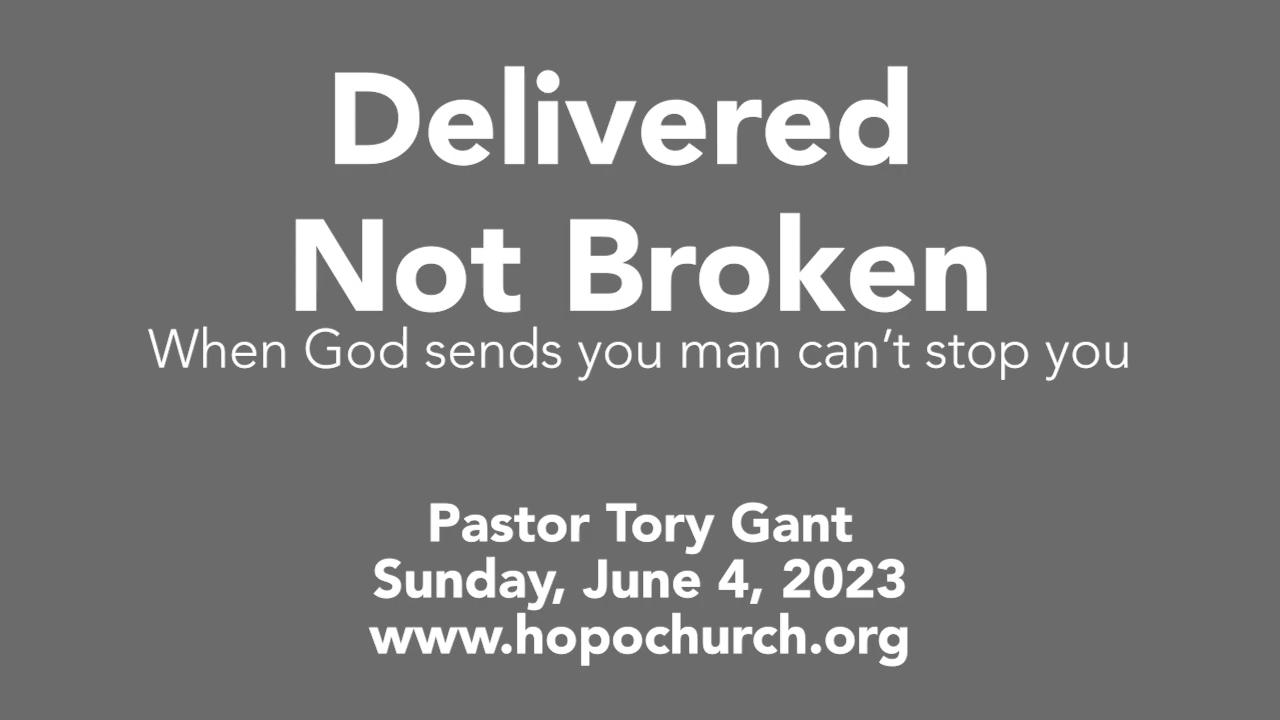 Delivered
Not Broken
When God sends you man can’t stop you
Pastor Tory Gant
Sunday, June 4, 2023
www.hopochurch.org